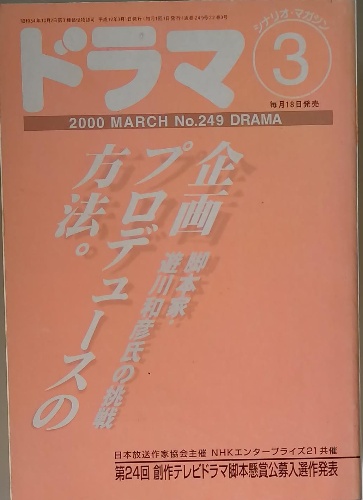 シナリオ・マガジン
ドラマ
3
毎月18日発売
2000 MARCH No.249 DRAMA
企画
プロデュースの
方法。
脚本家・
遊川和彦氏の挑戦
日本放送作家協会主催 NHKエンタープライズ21共催
第24回 創作テレビドラマ脚本懸賞公募入選作発表